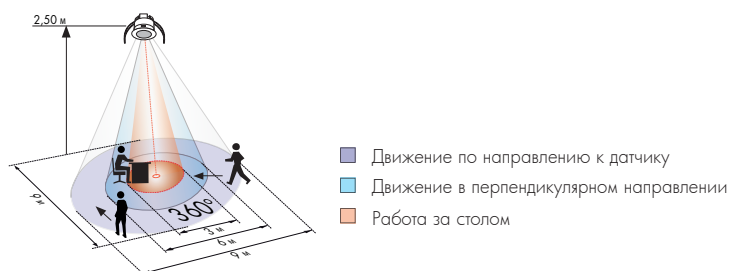 2,50 м
360°
9 м
3 м
6 м
9 м
Движение по направлению к датчику
Движение в перпендикулярном направлении
Работа за столом